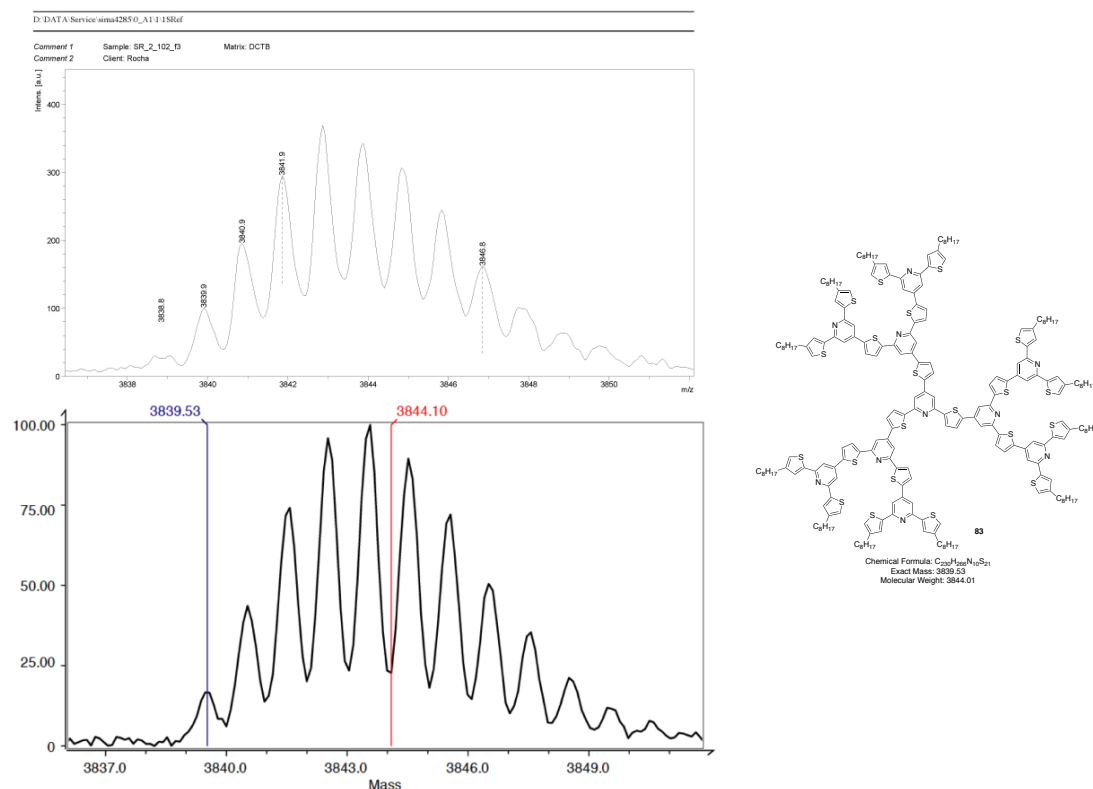 D:\DATA\Service\sima4285\0_A1\1\1SRef
Comment 1 Sample: SR_2_102_f3 Matrix: DCTB
Comment 2 Client: Rocha
Intens. [a.u.]
400
300
200
100
0
3838.8
3839.9
3840.9
3841.9
3846.8
3838 3840 3842 3844 3846 3848 3850
m/z
3839.53 3844.10
100.00
75.00
50.00
25.00
0
3837.0 3840.0 3843.0 3846.0 3849.0
Mass
C8H17 C8H17
C8H17 N
S S
S S
N S N
C8H17 S S C8H17
S S
N
S N C8H17
S S S
N S N S C8H
S N
C8H17 S S N
C8H17 N S C8H17
S S
C8H17 S N S C8H17 C8H17
83
Chemical Formula: C230H266N10S21
Exact Mass: 3839.53
Molecular Weight: 3844.01